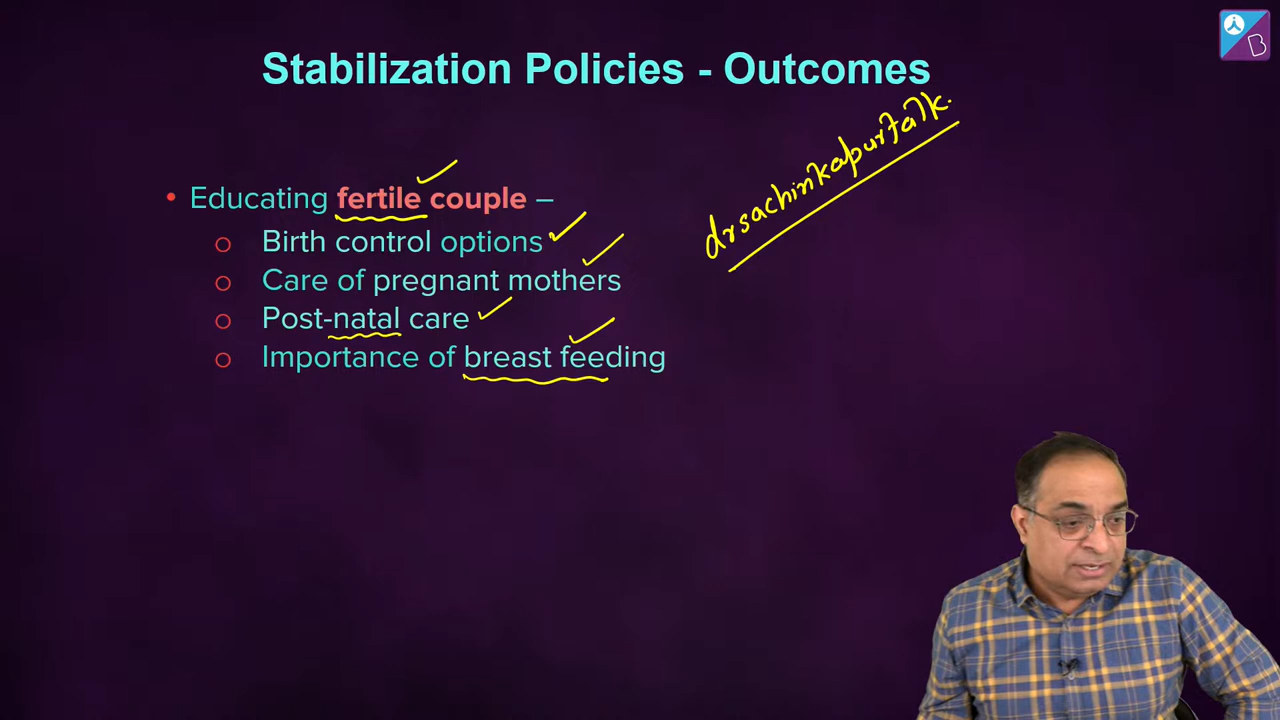 Stabilization Policies - Outcomes
drsachinkapurtalk.
• Educating fertile couple –
o Birth control options
o Care of pregnant mothers
o Post-natal care
o Importance of breast feeding
B